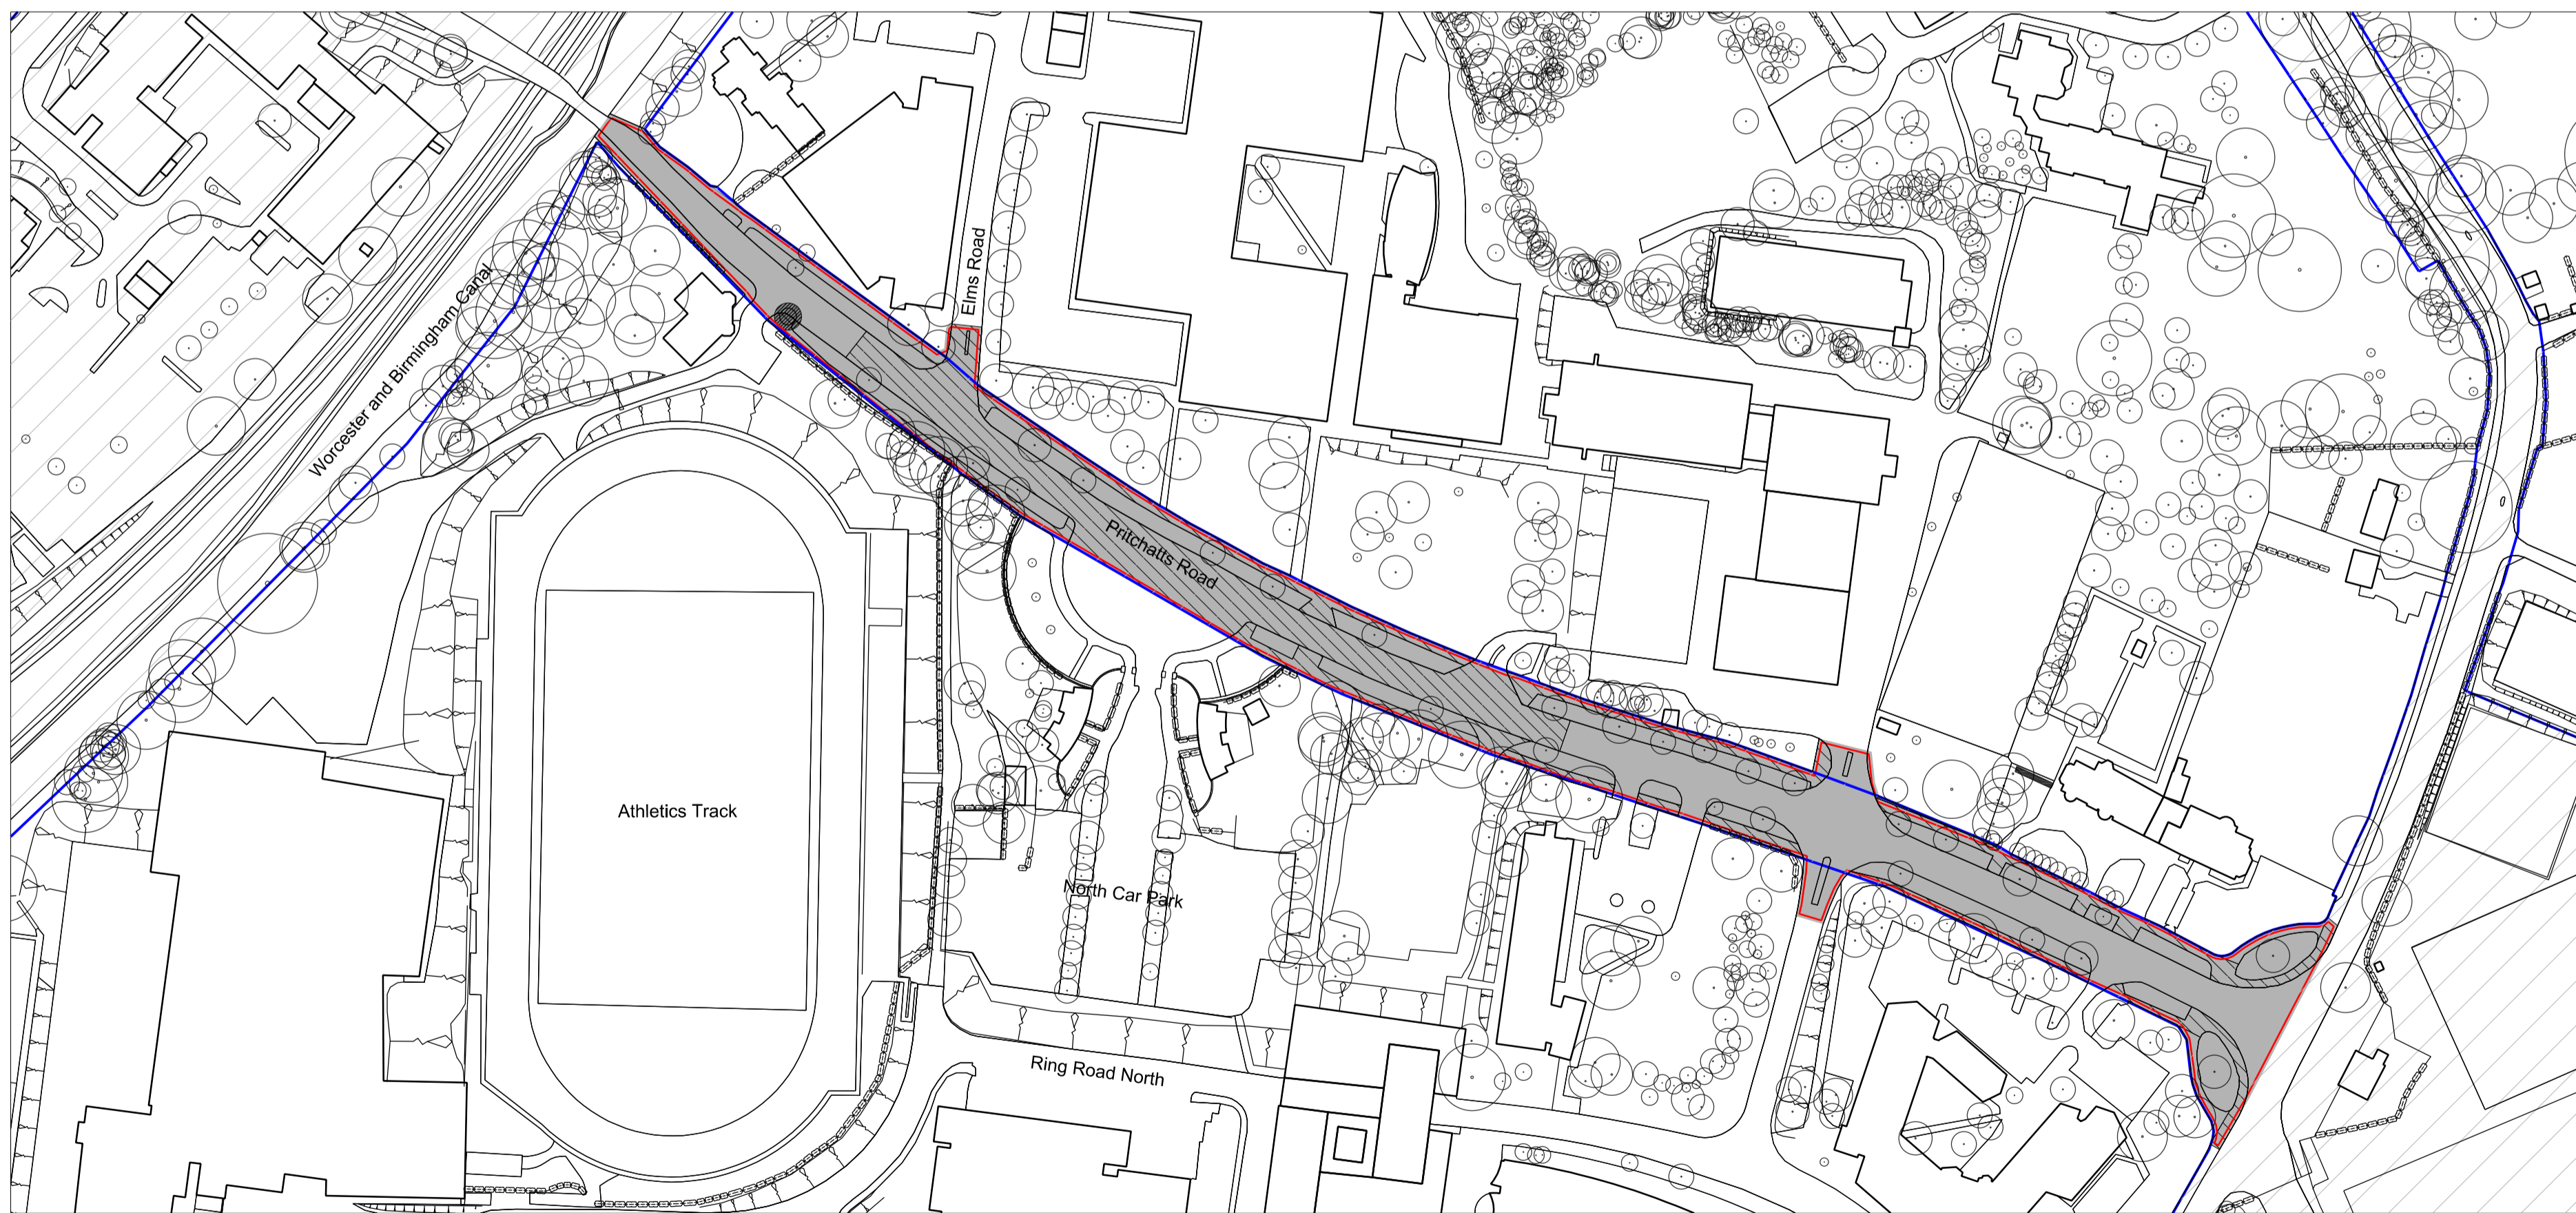 Elms Road
Worcester and Birmingham Canal
Pritchatts Road
Athletics Track
North Car Park
Ring Road North